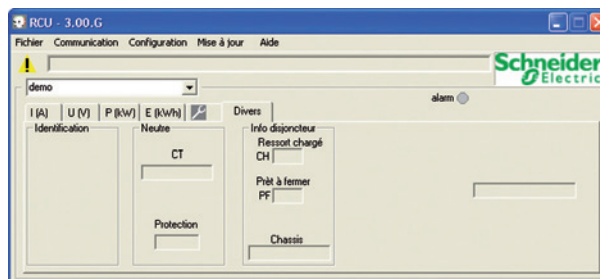 RCU - 3.00.G
Fichier Communication Configuration Mise à jour Aide
Schneider
Electric
demo
alarm
I (A) U (V) P (kW) E (kWh) Divers
Identification Neutre Info disjoncteur
Ressort chargé
CT CH
Prèt à fermer
PF
Protection
Chassis